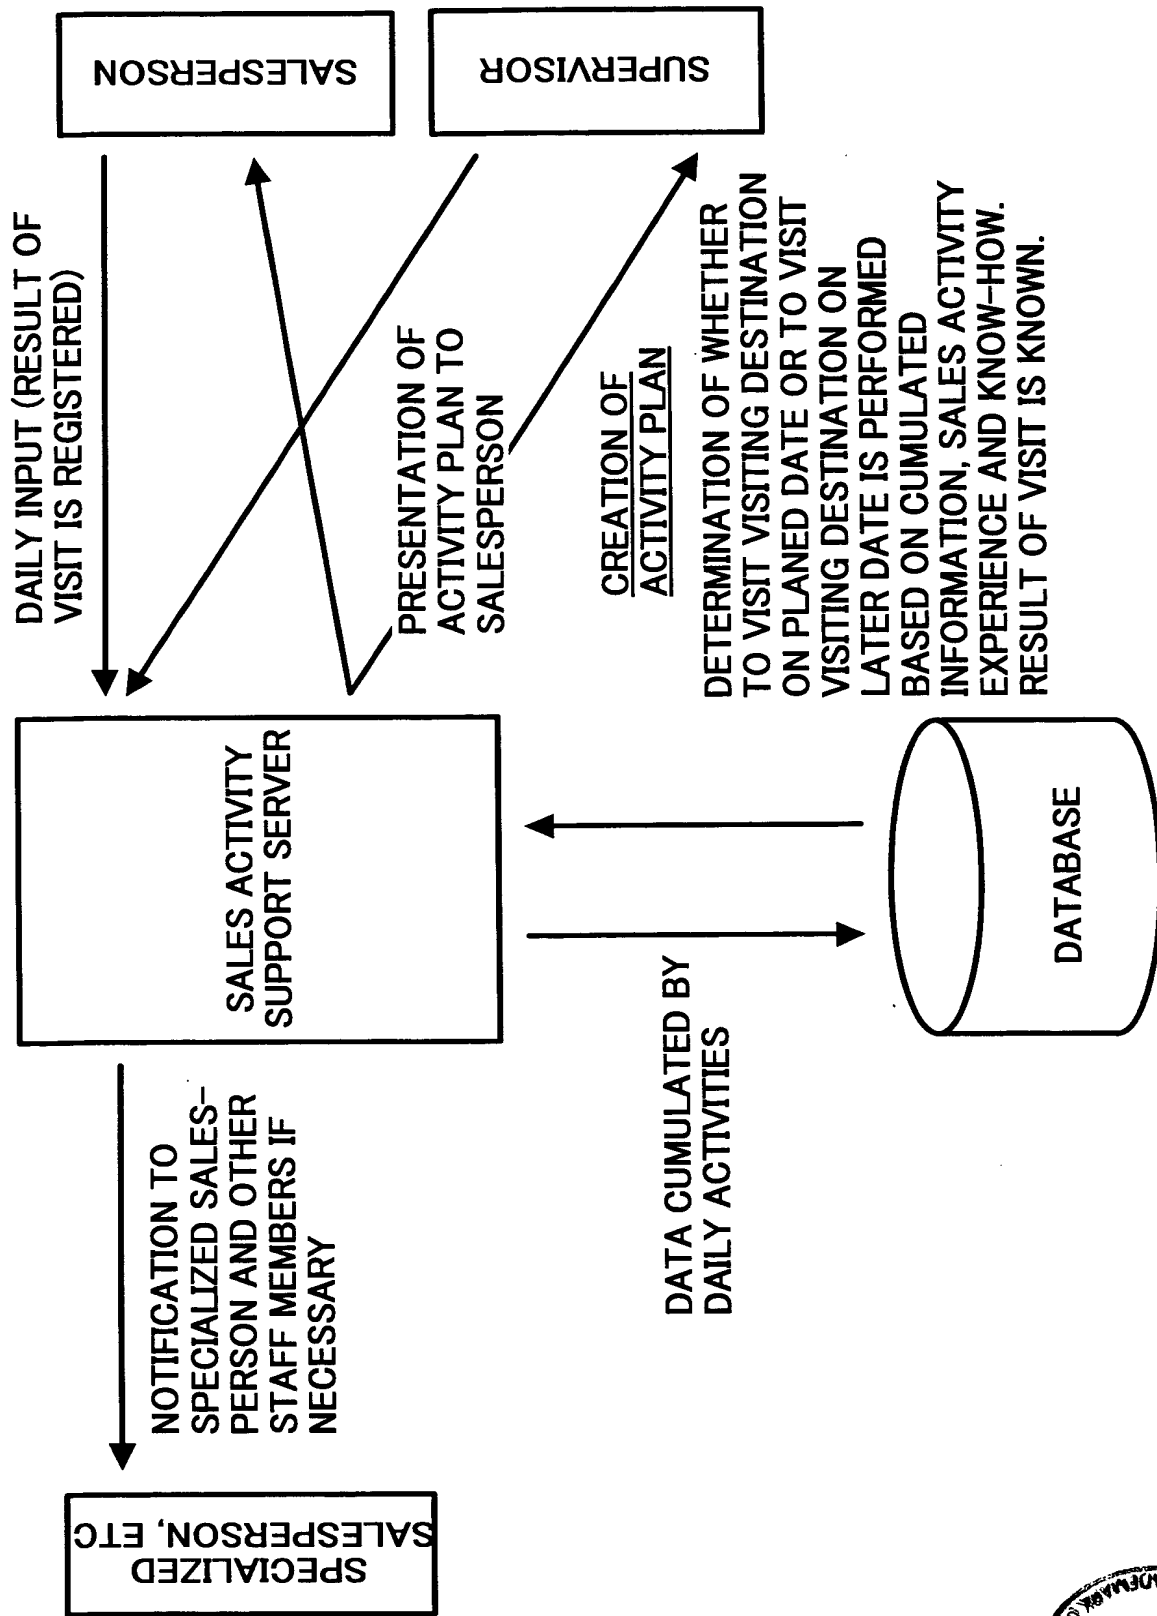 SPECIALIZED
SALESPERSON, ETC
NOTIFICATION TO
SPECIALIZED SALES-
PERSON AND OTHER
STAFF MEMBERS IF
NECESSARY
SALES ACTIVITY
SUPPORT SERVER
DAILY INPUT (RESULT OF
VISIT IS REGISTERED)
SALESPERSON
SUPERVISOR
PRESENTATION OF
ACTIVITY PLAN TO
SALESPERSON
CREATION OF
ACTIVITY PLAN
DETERMINATION OF WHETHER
TO VISIT VISITING DESTINATION
ON PLANED DATE OR TO VISIT
VISITING DESTINATION ON
LATER DATE IS PERFORMED
BASED ON CUMULATED
INFORMATION, SALES ACTIVITY
EXPERIENCE AND KNOW-HOW.
RESULT OF VISIT IS KNOWN.
DATA CUMULATED BY
DAILY ACTIVITIES
DATABASE